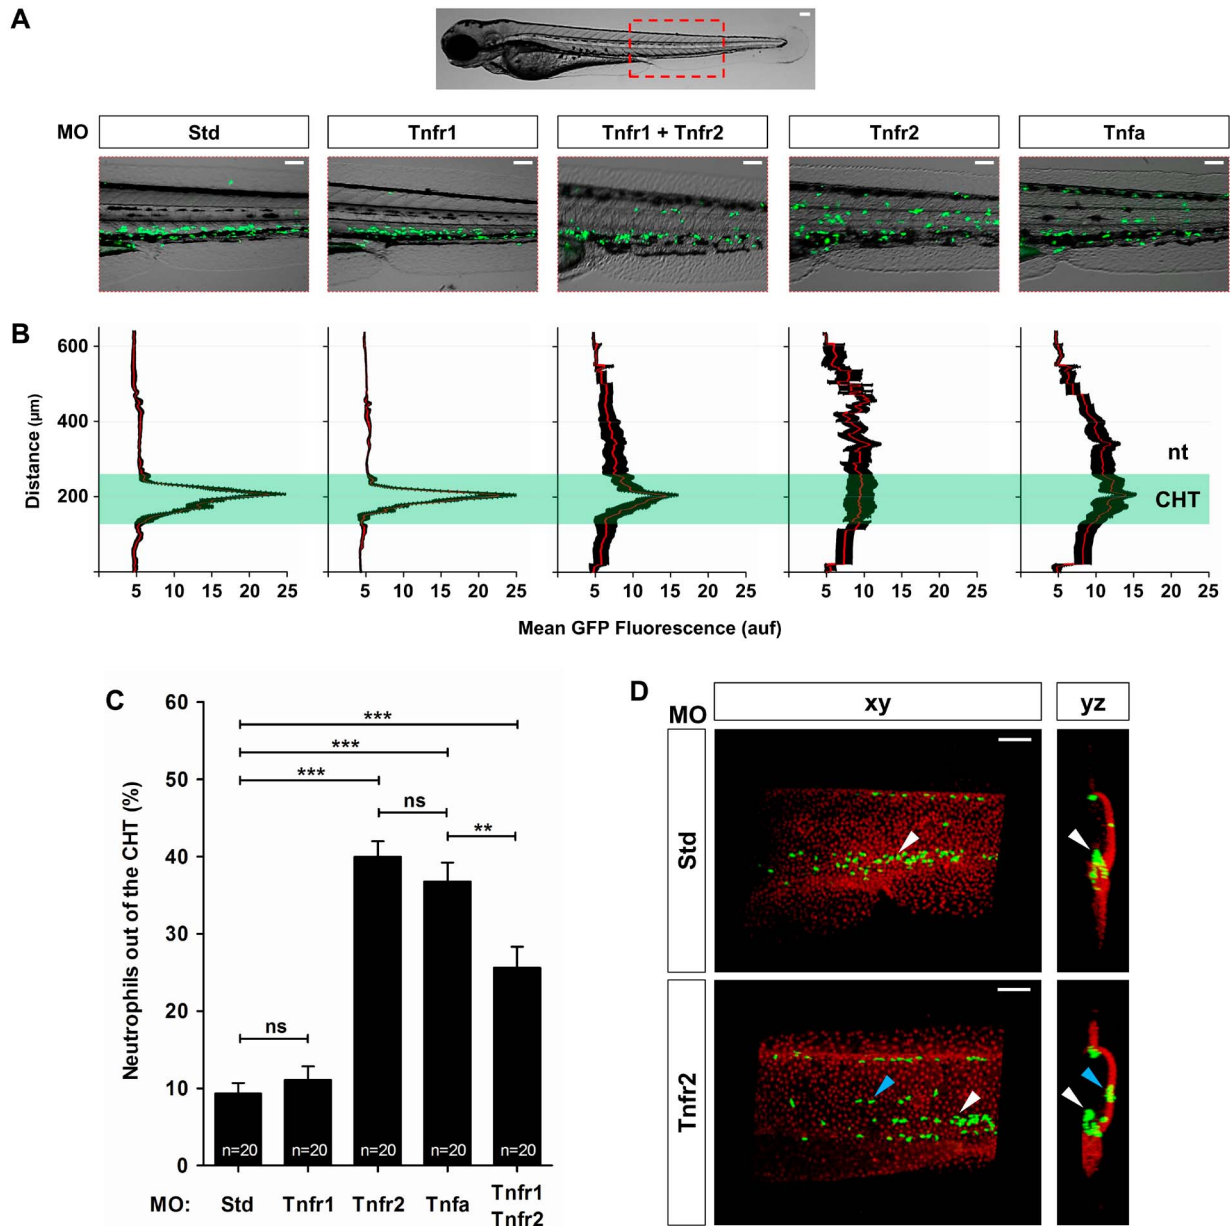 A
MO Std Tnfr1 Tnfr1 + Tnfr2 Tnfr2 Tnfa
B
Distance (µm)
600
400
200
0
nt
CHT
5 10 15 20 25 5 10 15 20 25 5 10 15 20 25 5 10 15 20 25 5 10 15 20 25
Mean GFP Fluorescence (auf)
C
Neutrophils out of the CHT (%)
60
50
40
30
20
10
0
***
***
***
ns
**
ns
n=20 n=20 n=20 n=20 n=20
MO: Std Tnfr1 Tnfr2 Tnfa Tnfr1
Tnfr2
D
MO
xy yz
Std
Tnfr2